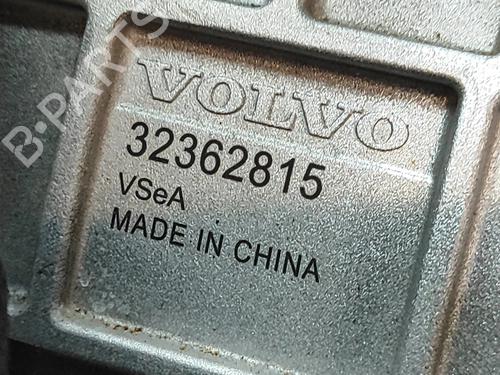 VOLVO
32362815
VSeA
MADE IN CHINA
B-PARTS